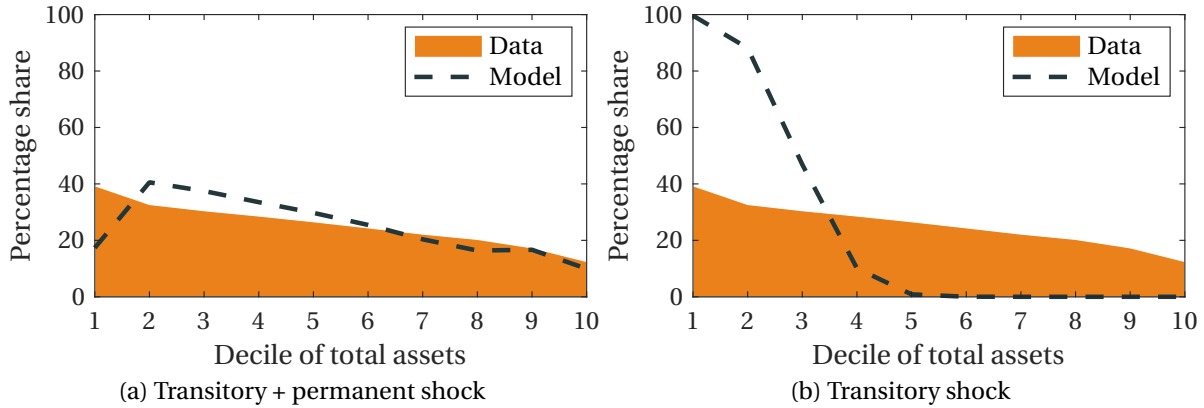 Percentage share
100
80
60
40
20
0
Data
Model
1 2 3 4 5 6 7 8 9 10
Decile of total assets
(a) Transitory + permanent shock
Percentage share
100
80
60
40
20
0
Data
Model
1 2 3 4 5 6 7 8 9 10
Decile of total assets
(b) Transitory shock